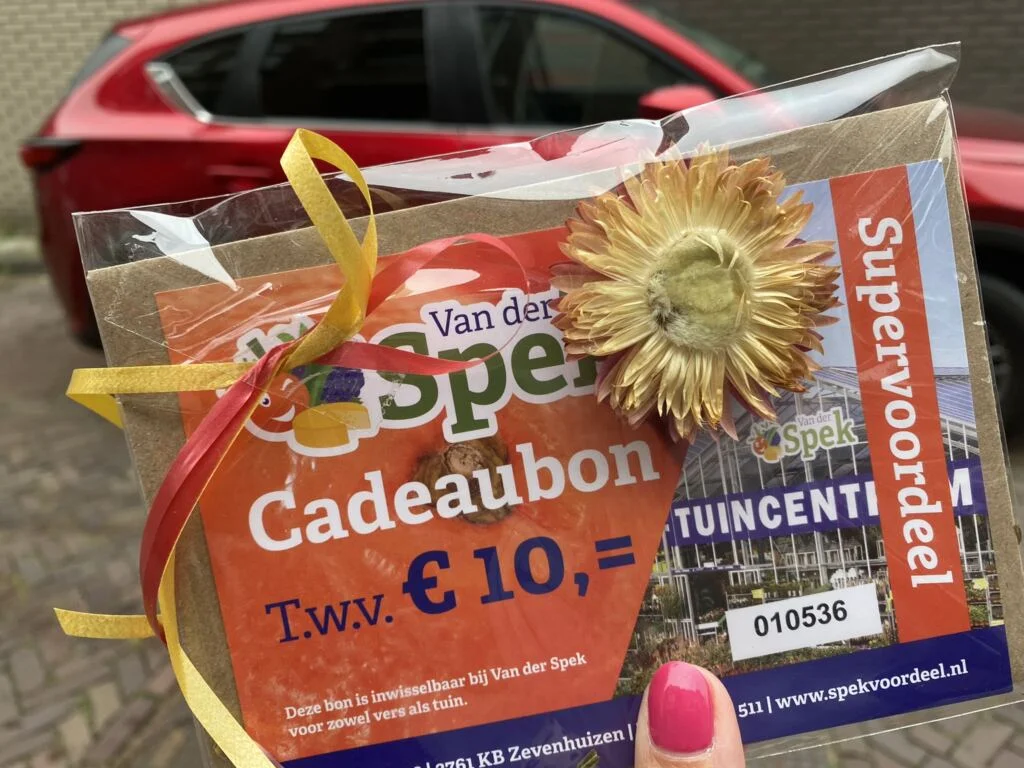 Van der
Spek
Cadeaubon
T.w.v. € 10,=
Deze bon is inwisselbaar bij Van der Spek
voor zowel vers als tuin.
| 2761 KB Zevenhuizen |
511 | www.spekvoordeel.nl
Van der
Spek
TUINCENTR M
010536
Supervoordeel